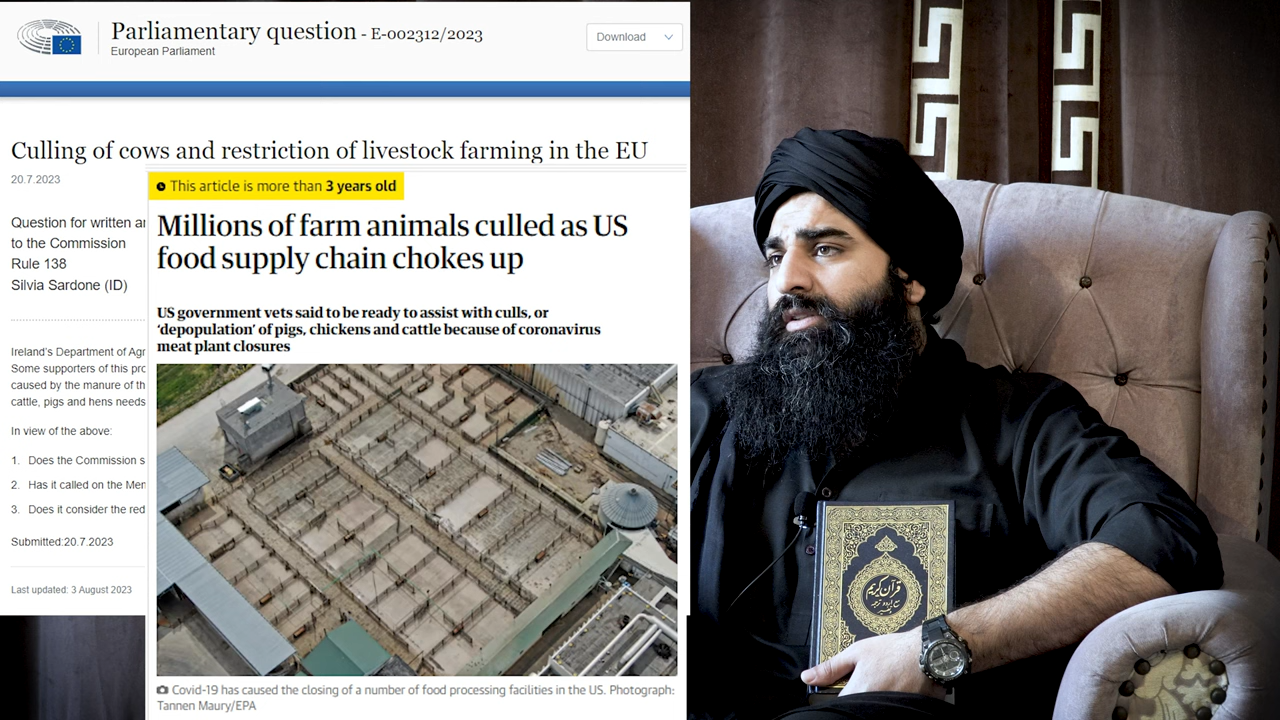 Parliamentary question - E-002312/2023
European Parliament
Download
Culling of cows and restriction of livestock farming in the EU
20.7.2023
Question for written ar
to the Commission
Rule 138
Silvia Sardone (ID)
Ireland's Department of Agr
Some supporters of this pro
caused by the manure of th
cattle, pigs and hens needs
In view of the above:
1. Does the Commission s
2. Has it called on the Mem
3. Does it consider the red
Submitted:20.7.2023
Last updated: 3 August 2023
This article is more than 3 years old
Millions of farm animals culled as US
food supply chain chokes up
US government vets said to be ready to assist with culls, or
‘depopulation’ of pigs, chickens and cattle because of coronavirus
meat plant closures
Covid-19 has caused the closing of a number of food processing facilities in the US. Photograph:
Tannen Maury/EPA
قرآن کریم